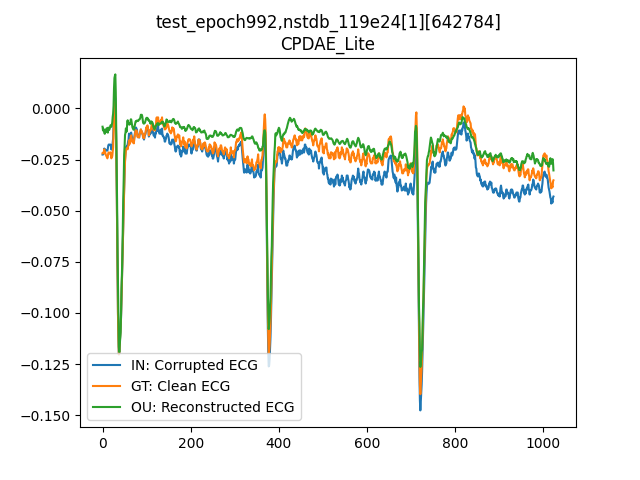 test_epoch992,nstdb_119e24[1][642784]
CPDAE_Lite
0.000
−0.025
−0.050
−0.075
−0.100
−0.125
−0.150
IN: Corrupted ECG
GT: Clean ECG
OU: Reconstructed ECG
0 200 400 600 800 1000